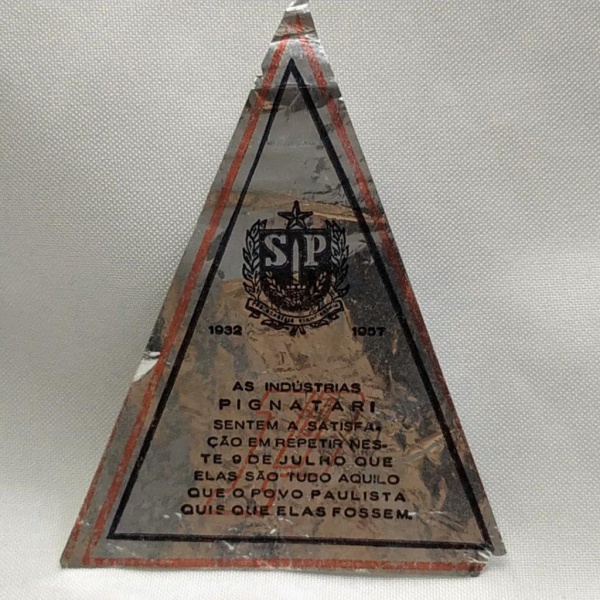 SP
1932 1957
AS INDÚSTRIAS
PIGNATARI
SENTEM A SATISFA-
ÇÃO EM REPETIR NES-
TE 9 DE JULHO QUE
ELAS SÃO TUDO AQUILO
QUE O POVO PAULISTA
QUIS QUE ELAS FOSSEM.